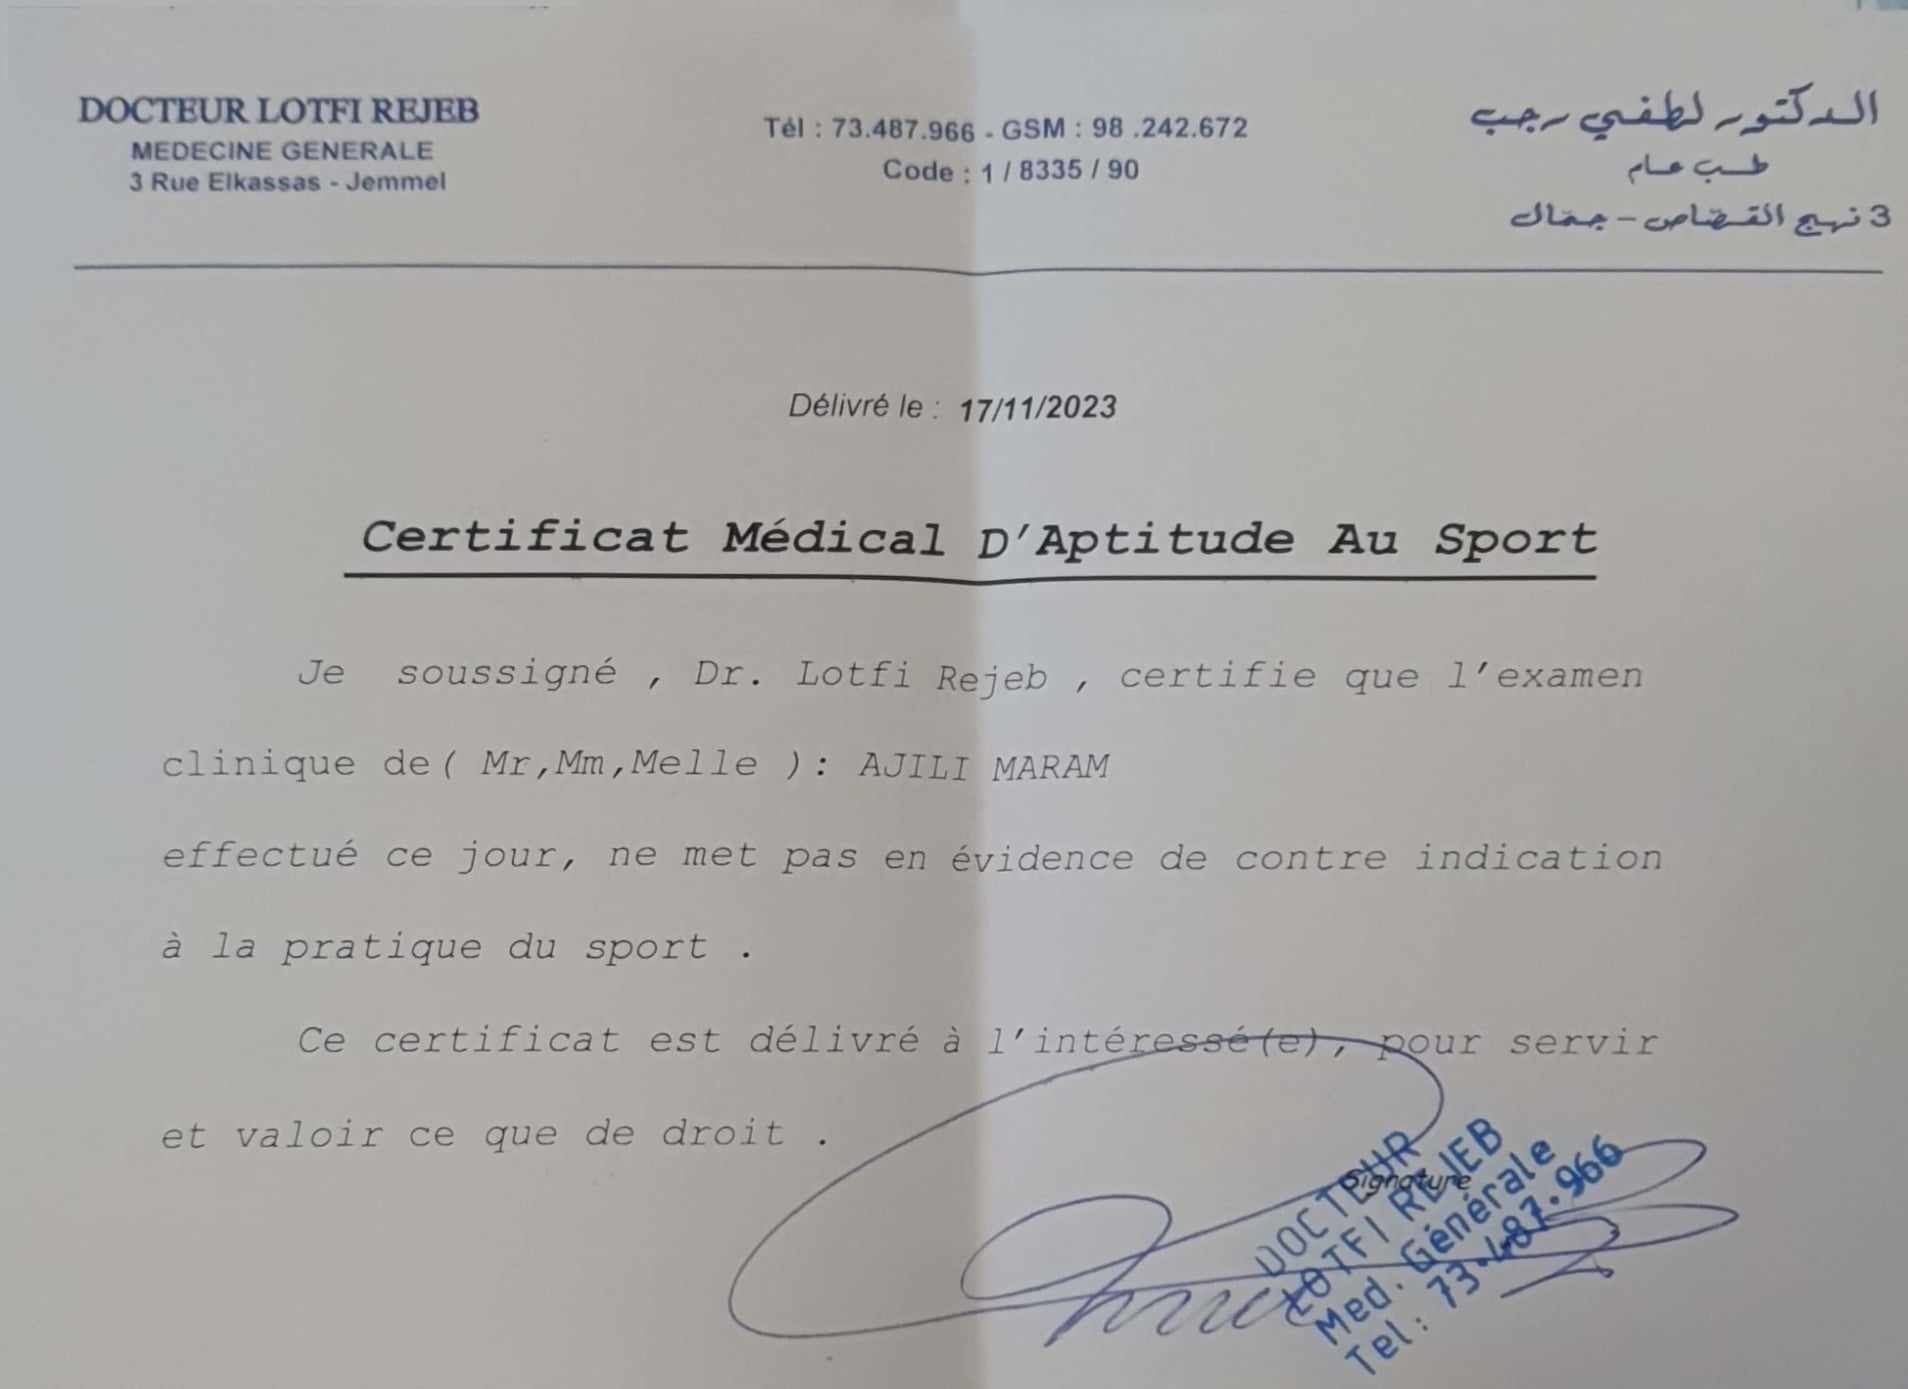 DOCTEUR LOTFI REJEB
MEDECINE GENERALE
3 Rue Elkassas - Jemmel
Tél : 73.487.966 - GSM : 98 .242.672
Code : 1 / 8335 / 90
الدكتور لطفي رجب
طب عام
3 نهج القصاص - جمال
Délivré le : 17/11/2023
Certificat Médical D'Aptitude Au Sport
Je soussigné , Dr. Lotfi Rejeb , certifie que l'examen
clinique de( Mr,Mm,Melle ): AJILI MARAM
effectué ce jour, ne met pas en évidence de contre indication
à la pratique du sport .
Ce certificat est délivré à l'intéressé(e), pour servir
et valoir ce que de droit .
Signature
DOCTEUR
LOTFI REJEB
Med. Générale
Tel: 73.487.966